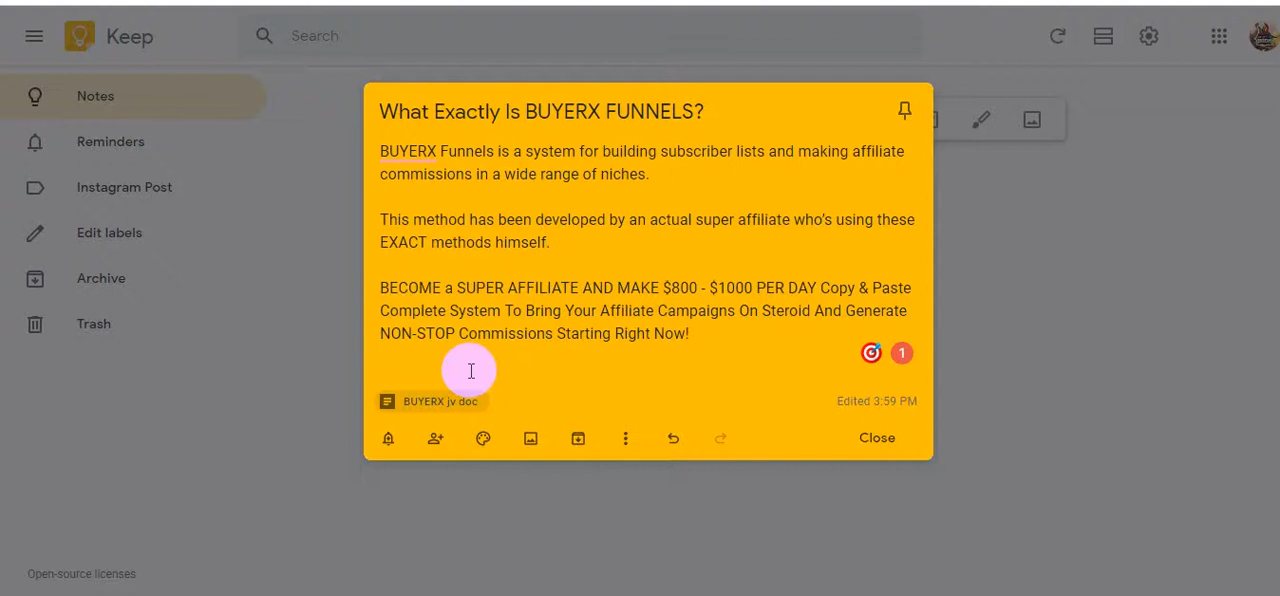 Keep
Search
Notes
Reminders
Instagram Post
Edit labels
Archive
Trash
What Exactly Is BUYERX FUNNELS?
BUYERX Funnels is a system for building subscriber lists and making affiliate
commissions in a wide range of niches.
This method has been developed by an actual super affiliate who's using these
EXACT methods himself.
BECOME a SUPER AFFILIATE AND MAKE $800 - $1000 PER DAY Copy & Paste
Complete System To Bring Your Affiliate Campaigns On Steroid And Generate
NON-STOP Commissions Starting Right Now!
1
BUYERX jv doc
Edited 3:59 PM
Close
Open-source licenses